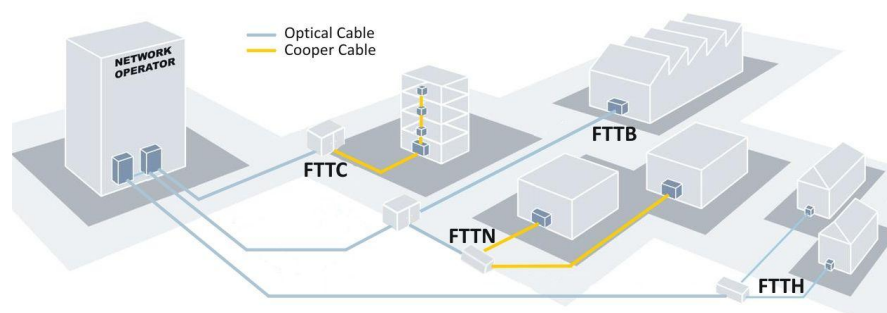 NETWORK
OPERATOR
Optical Cable
Cooper Cable
FTTB
FTTC
FTTN
FTTH